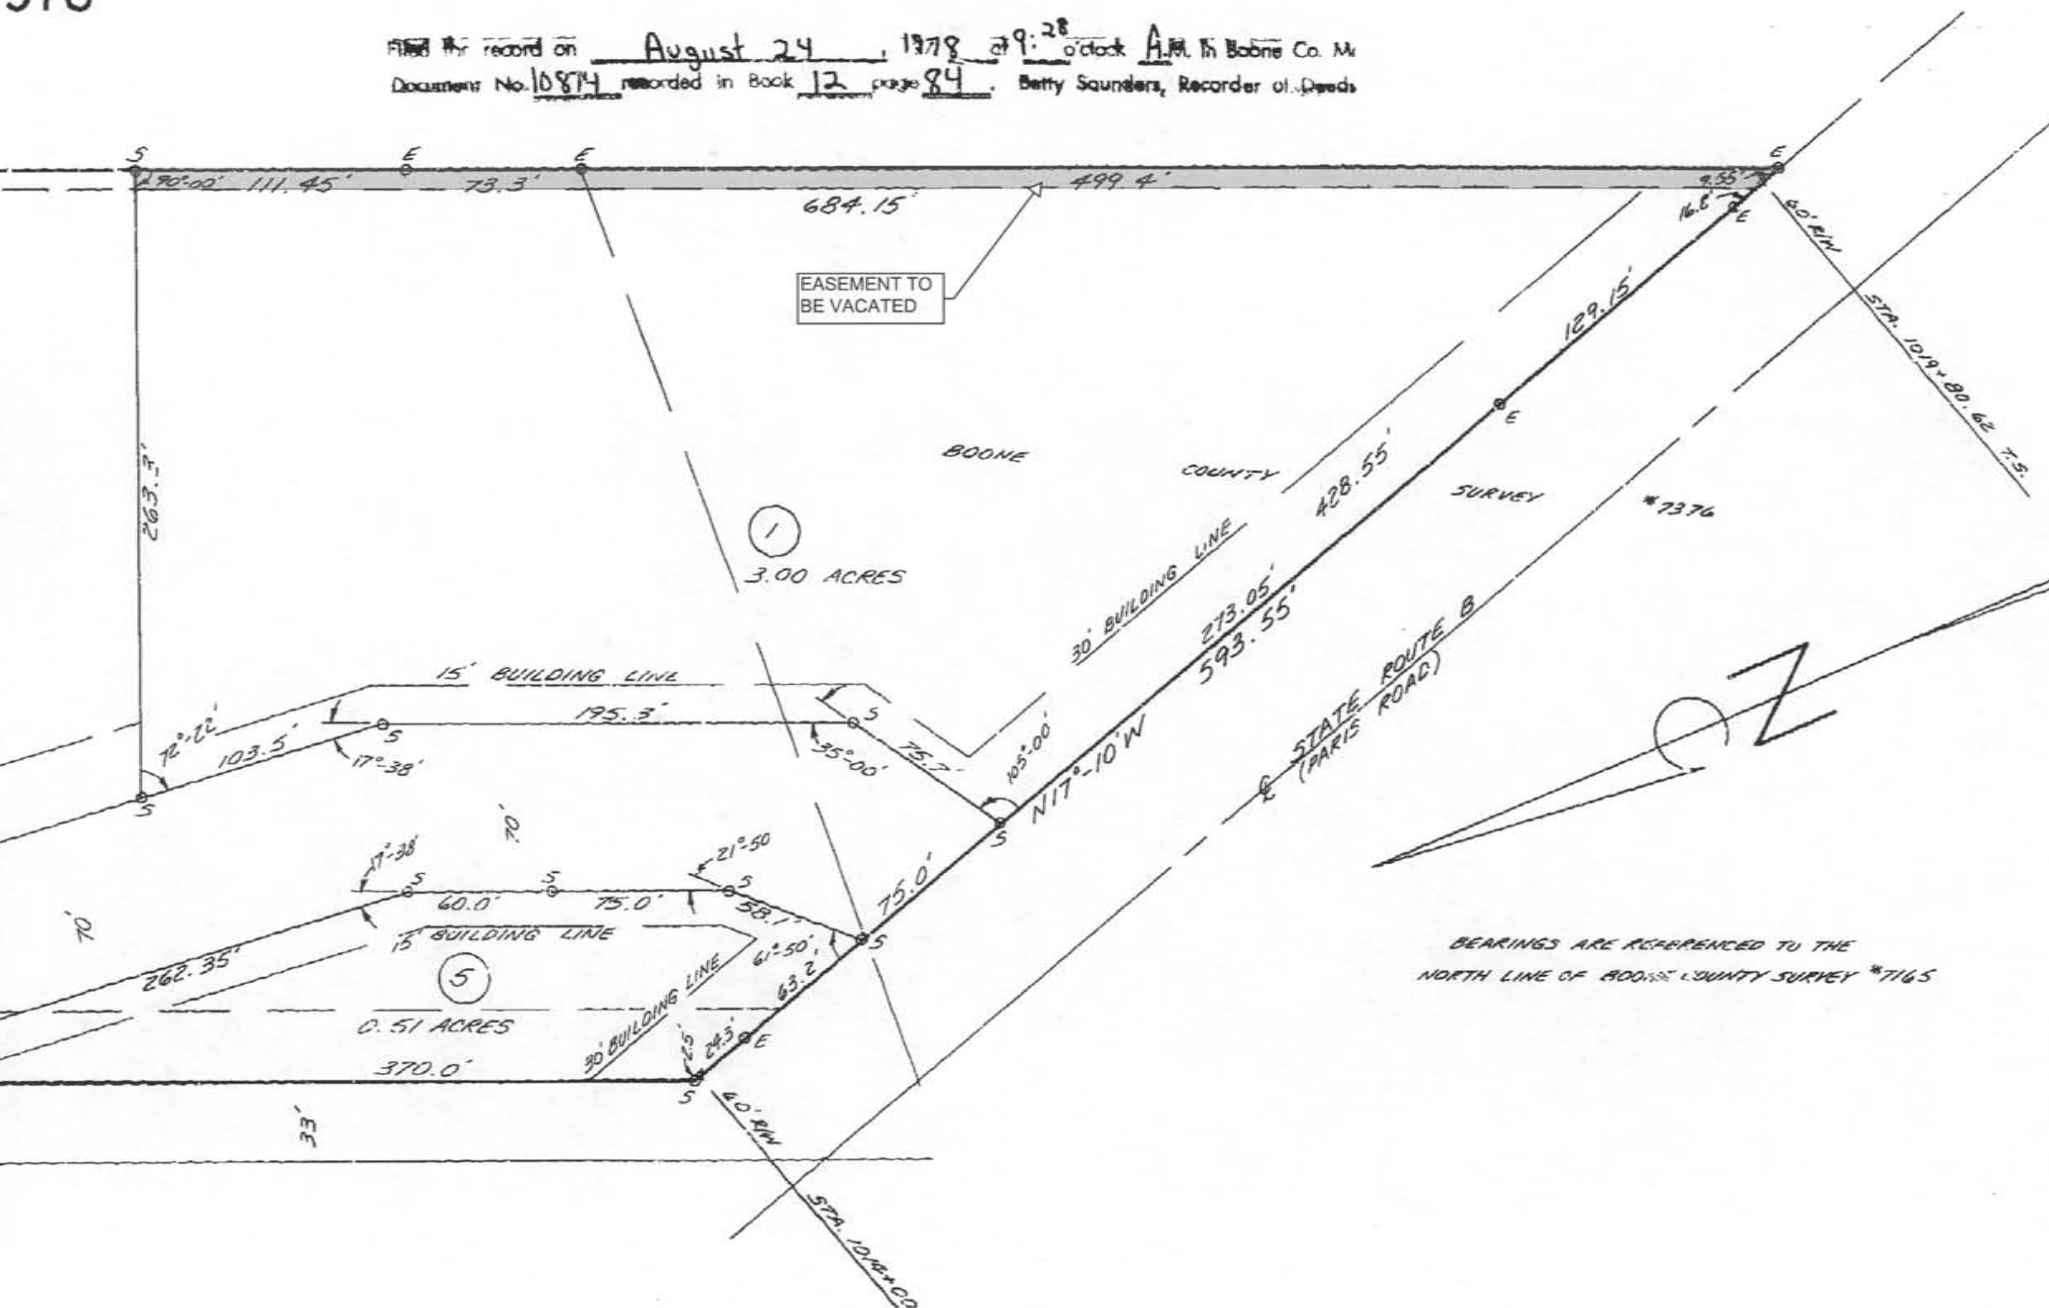 Filed for record on August 24, 1978 at 9:28 o'clock A.M. in Boone Co. Mo
Document No. 10874 recorded in Book 12 page 84. Betty Saunders, Recorder of Deeds
S
E
E
E
90°-00'
111.45'
73.3'
499.4'
9.55'
684.15'
16.8'
E
60' R/W
EASEMENT TO
BE VACATED
129.15'
STA. 1019+80.62 T.S.
E
263.3'
BOONE COUNTY SURVEY #7376
428.55'
1
3.00 ACRES
30' BUILDING LINE
273.05'
593.55'
STATE ROUTE B
(PARIS ROAD)
N
15' BUILDING LINE
195.3'
S
S
72°-22'
103.5'
17°-38'
35°-00'
75.7'
105°-00'
N17°-10'W
S
S
70'
17°-38'
21°-50
S
S
S
60.0'
75.0'
58.1'
75.0'
S
70'
15' BUILDING LINE
61°-50'
262.35'
5
30' BUILDING LINE
63.2'
0.51 ACRES
2.5'
24.3'
E
370.0'
S
60' R/W
33'
STA. 1014+00
BEARINGS ARE REFERENCED TO THE
NORTH LINE OF BOONE COUNTY SURVEY #7165